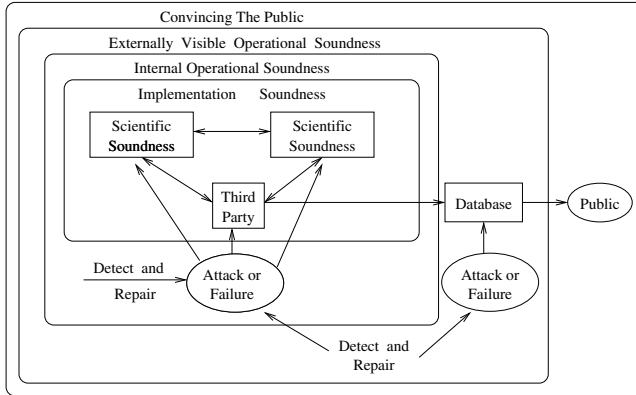 Convincing The Public
Externally Visible Operational Soundness
Internal Operational Soundness
Implementation Soundness
Scientific
Soundness
Scientific
Soundness
Third
Party
Database
Public
Detect and
Repair
Attack or
Failure
Attack or
Failure
Detect and
Repair